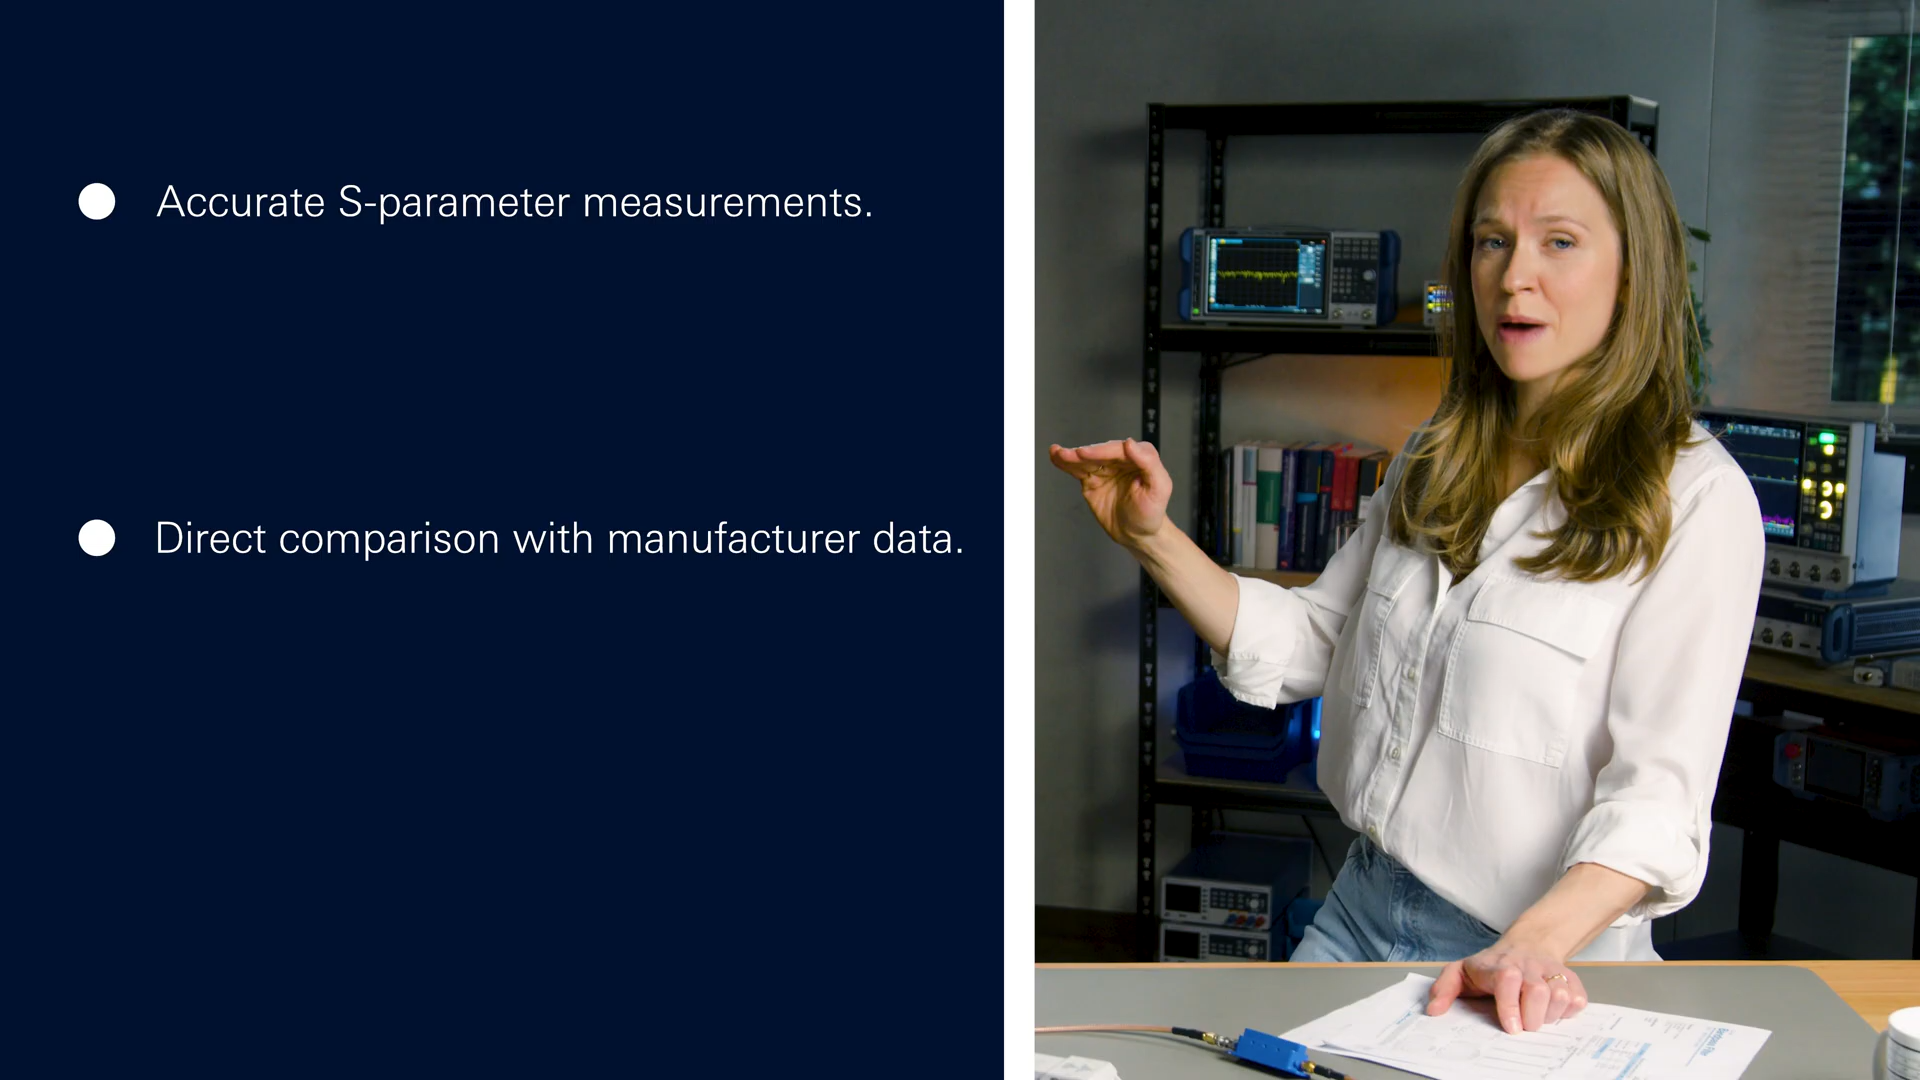 Accurate S-parameter measurements.
Direct comparison with manufacturer data.